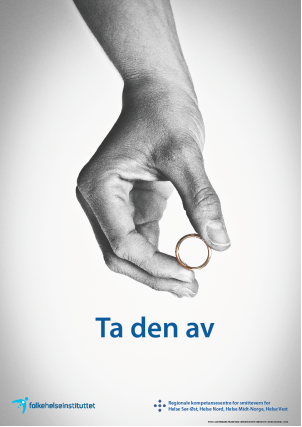 Ta den av
folkehelseinstituttet
Regionale kompetansesentre for smittevern for
Helse Sør-Øst, Helse Nord, Helse Midt-Norge, Helse Vest